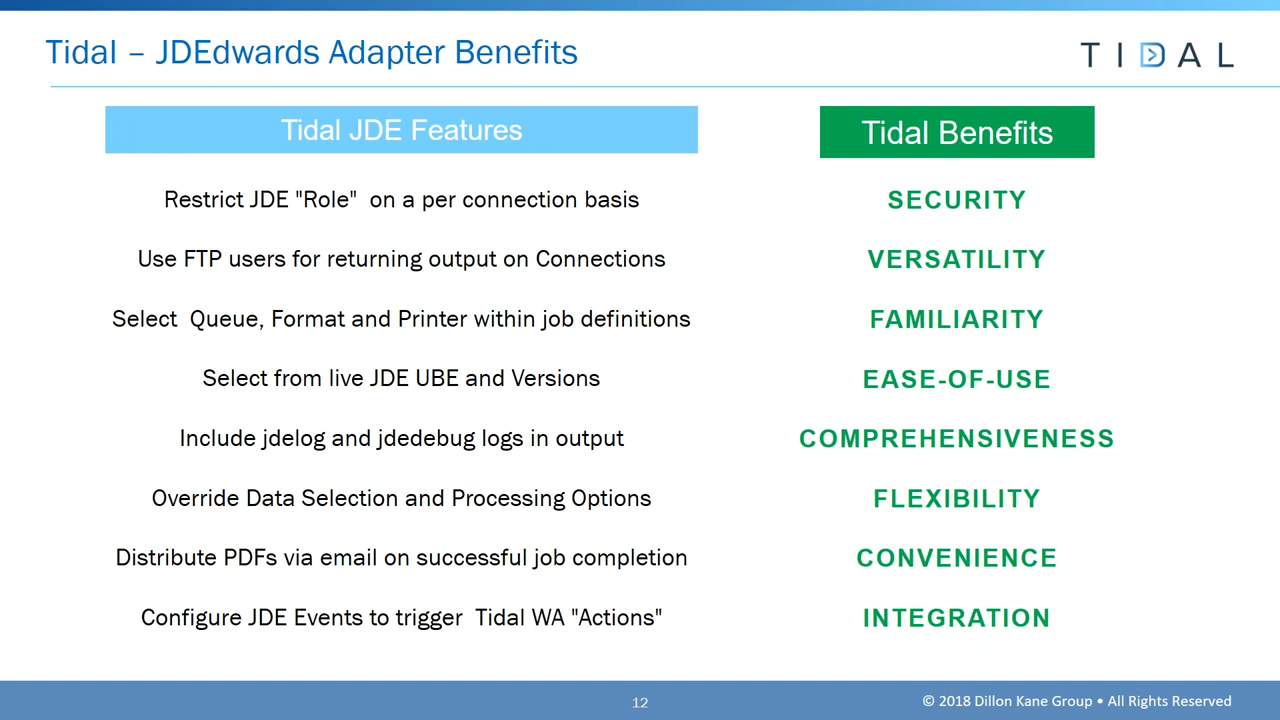 Tidal – JDEdwards Adapter Benefits
TIDAL
Tidal JDE Features
Tidal Benefits
Restrict JDE "Role"  on a per connection basis
SECURITY
Use FTP users for returning output on Connections
VERSATILITY
Select  Queue, Format and Printer within job definitions
FAMILIARITY
Select from live JDE UBE and Versions
EASE-OF-USE
Include jdelog and jdedebug logs in output
COMPREHENSIVENESS
Override Data Selection and Processing Options
FLEXIBILITY
Distribute PDFs via email on successful job completion
CONVENIENCE
Configure JDE Events to trigger  Tidal WA "Actions"
INTEGRATION
12
© 2018 Dillon Kane Group • All Rights Reserved